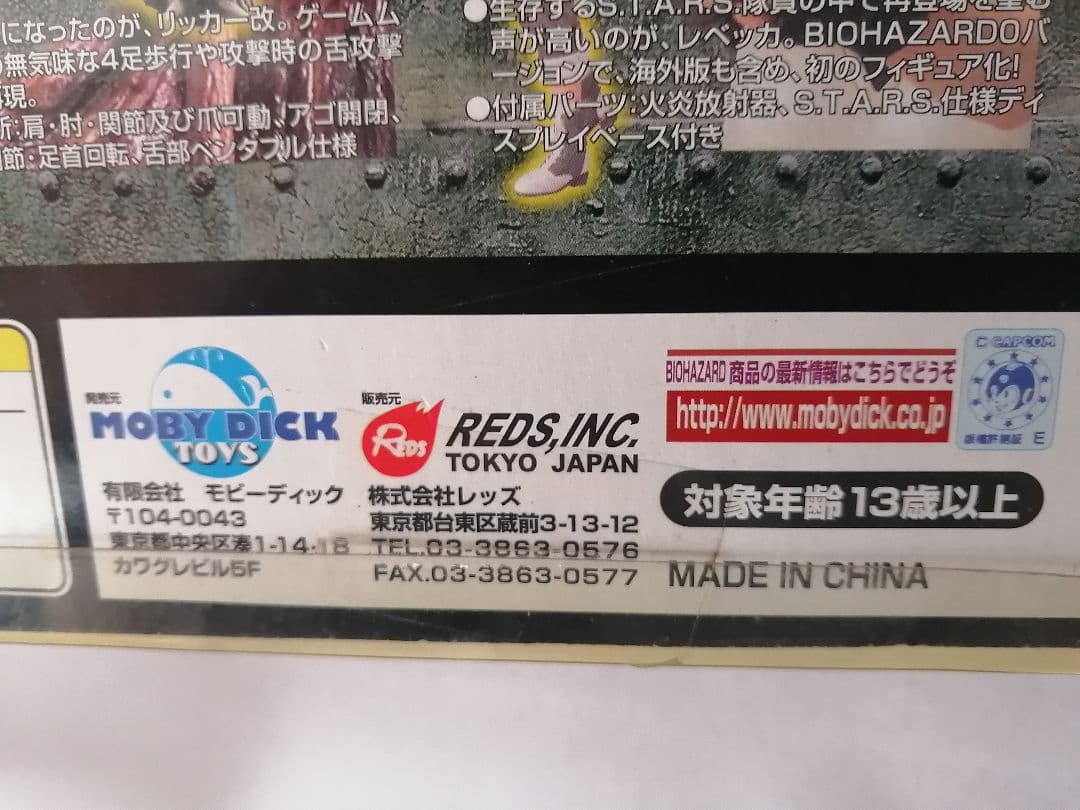 になったのが、リッカー改。ゲームム
無気味な4足歩行や攻撃時の舌攻撃
現。
所:肩・肘・関節及び爪可動、アゴ開閉、
節:足首回転、舌部ベンダブル仕様
●生存するS.T.A.R.S.隊員の中で再登場を望む
声が高いのが、レベッカ。BIOHAZARD0バ
ージョンで、海外版も含め、初のフィギュア化!
●付属パーツ:火炎放射器、S.T.A.R.S.仕様ディ
スプレイベース付き
発売元
MOBY DICK
TOYS
有限会社 モビーディック
〒104-0043
東京都中央区湊1-14-18
カワグレビル5F
販売元
REDS
REDS,INC.
TOKYO JAPAN
株式会社レッズ
東京都台東区蔵前3-13-12
TEL.03-3863-0576
FAX.03-3863-0577
BIOHAZARD 商品の最新情報はこちらでどうぞ
http://www.mobydick.co.jp
CAPCOM
版権許諾証 E
対象年齢13歳以上
MADE IN CHINA